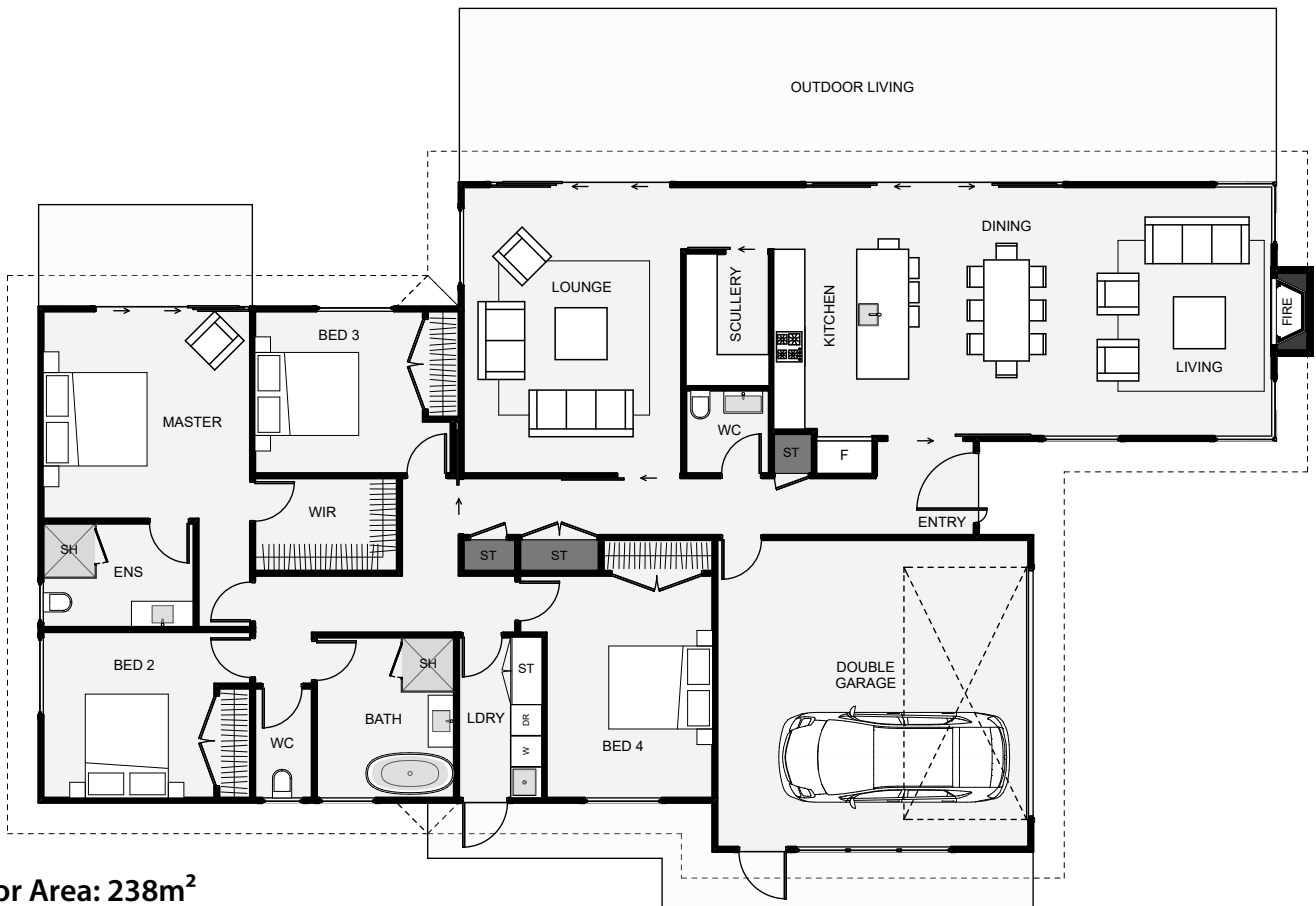 OUTDOOR LIVING
DINING
LOUNGE
SCULLERY
KITCHEN
FIRE
LIVING
BED 3
MASTER
WC
ST
F
WIR
ENTRY
SH
ENS
ST
ST
BED 2
SH
ST
DOUBLE
GARAGE
BATH
LDRY
DR
WC
W
BED 4
or Area: 238m²